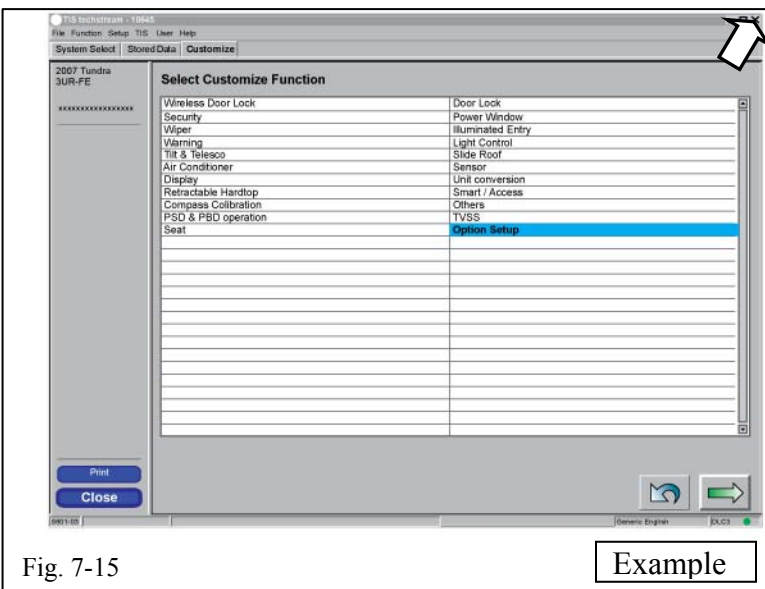 TIS techstream - 10645
File Function Setup TIS User Help
System Select Stored Data Customize
2007 Tundra
3UR-FE
xxxxxxxxxxxxxxxxx
Select Customize Function
Wireless Door Lock Door Lock
Security Power Window
Wiper Illuminated Entry
Warning Light Control
Tilt & Telesco Slide Roof
Air Conditioner Sensor
Display Unit conversion
Retractable Hardtop Smart / Access
Compass Colibration Others
PSD & PBD operation TVSS
Seat Option Setup
Print
Close
Generic English DLC3
Fig. 7-15
Example